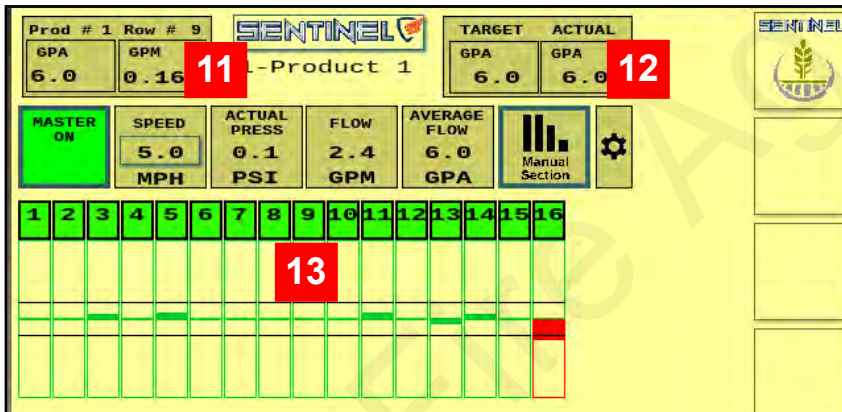 Prod # 1 Row # 9
GPA GPM
6.0 0.16
11
SENTINEL
-Product 1
TARGET ACTUAL
GPA GPA
6.0 6.0
12
SENTINEL
MASTER
ON
SPEED
5.0
MPH
ACTUAL
PRESS
0.1
PSI
FLOW
2.4
GPM
AVERAGE
FLOW
6.0
GPA
Manual
Section
1 2 3 4 5 6 7 8 9 10 11 12 13 14 15 16
13
Fire Ag